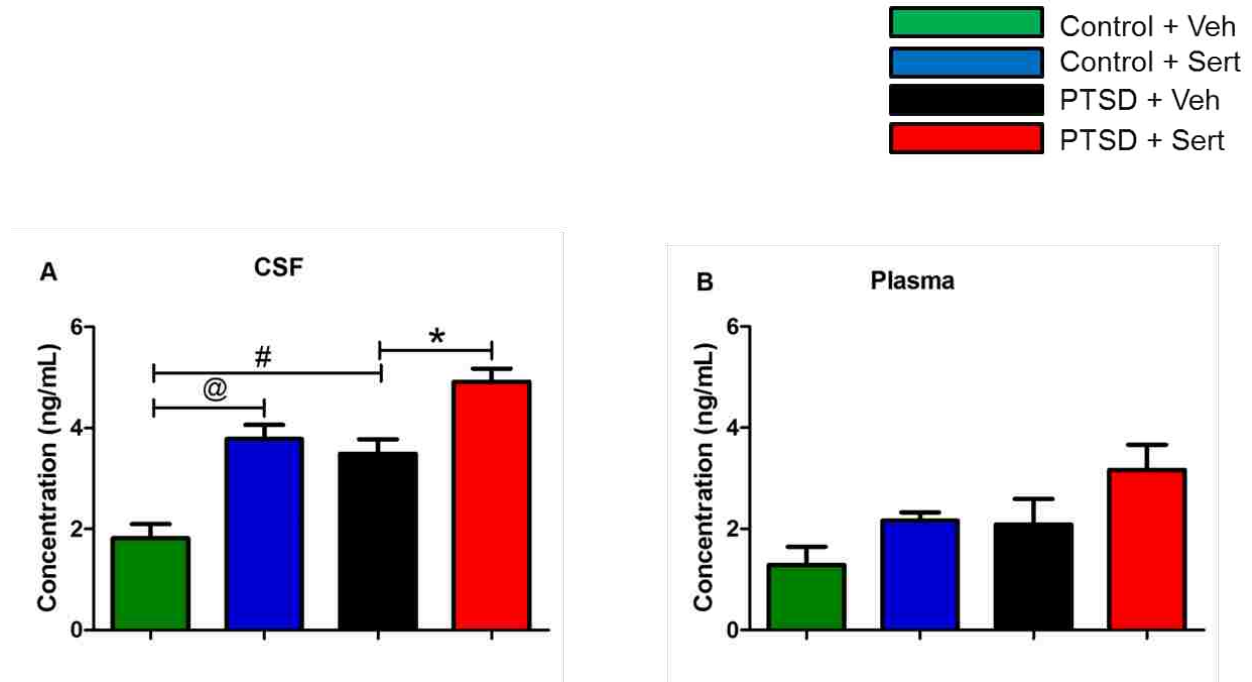 Control + Veh
Control + Sert
PTSD + Veh
PTSD + Sert
A
CSF
Concentration (ng/mL)
6
4
2
0
@
#
*
B
Plasma
Concentration (ng/mL)
6
4
2
0